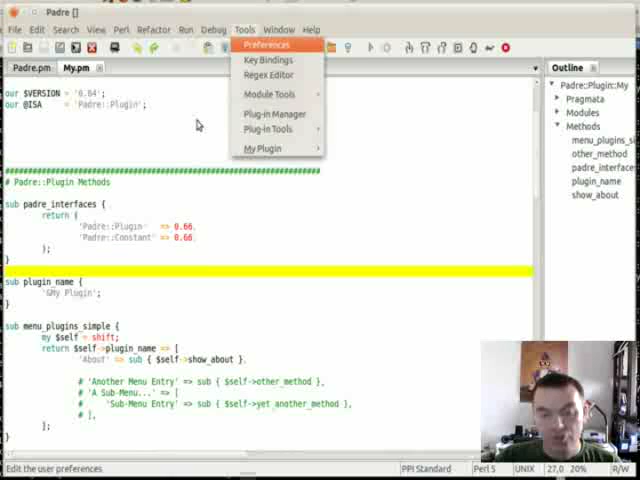 Padre []
File Edit Search View Perl Refactor Run Debug Tools Window Help
Padre.pm My.pm
Preferences
Key Bindings
Regex Editor
Module Tools
Plug-in Manager
Plug-in Tools
My Plugin
our $VERSION = '0.64';
our @ISA = 'Padre::Plugin';
#####################################################################
# Padre::Plugin Methods
sub padre_interfaces {
return (
'Padre::Plugin' => 0.66,
'Padre::Constant' => 0.66,
);
}
sub plugin_name {
'&My Plugin';
}
sub menu_plugins_simple {
my $self = shift;
return $self->plugin_name => [
'About' => sub { $self->show_about },
# 'Another Menu Entry' => sub { $self->other_method },
# 'A Sub-Menu...' => [
# 'Sub-Menu Entry' => sub { $self->yet_another_method },
# ],
];
Outline
Padre::Plugin::My
Pragmata
Modules
Methods
menu_plugins_si
other_method
padre_interfaces
plugin_name
show_about
Edit the user preferences
PPI Standard Perl 5 UNIX 27,0 20% R/W